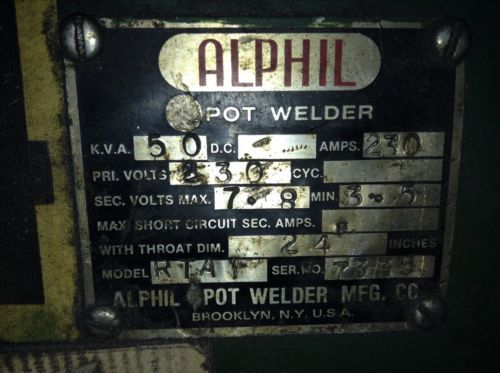 ALPHIL
POT WELDER
K.V.A. 50 D.C. AMPS. 230
PRI. VOLTS 230 CYC.
SEC. VOLTS MAX. 7.8 MIN. 3.5
MAX SHORT CIRCUIT SEC. AMPS.
WITH THROAT DIM. 24 INCHES
MODEL SER. NO.
ALPHIL POT WELDER MFG. CO
BROOKLYN, N.Y. U.S.A.